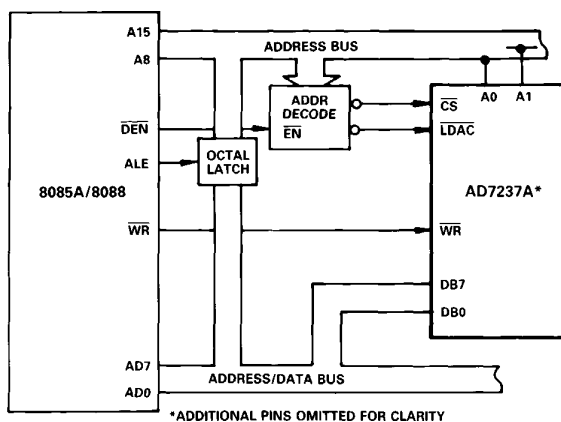 A15
ADDRESS BUS
A8
ADDR
DECODE
EN
CS
A0
A1
LDAC
DEN
ALE
OCTAL
LATCH
8085A/8088
AD7237A*
WR
WR
DB7
DB0
AD7
ADDRESS/DATA BUS
AD0
*ADDITIONAL PINS OMITTED FOR CLARITY